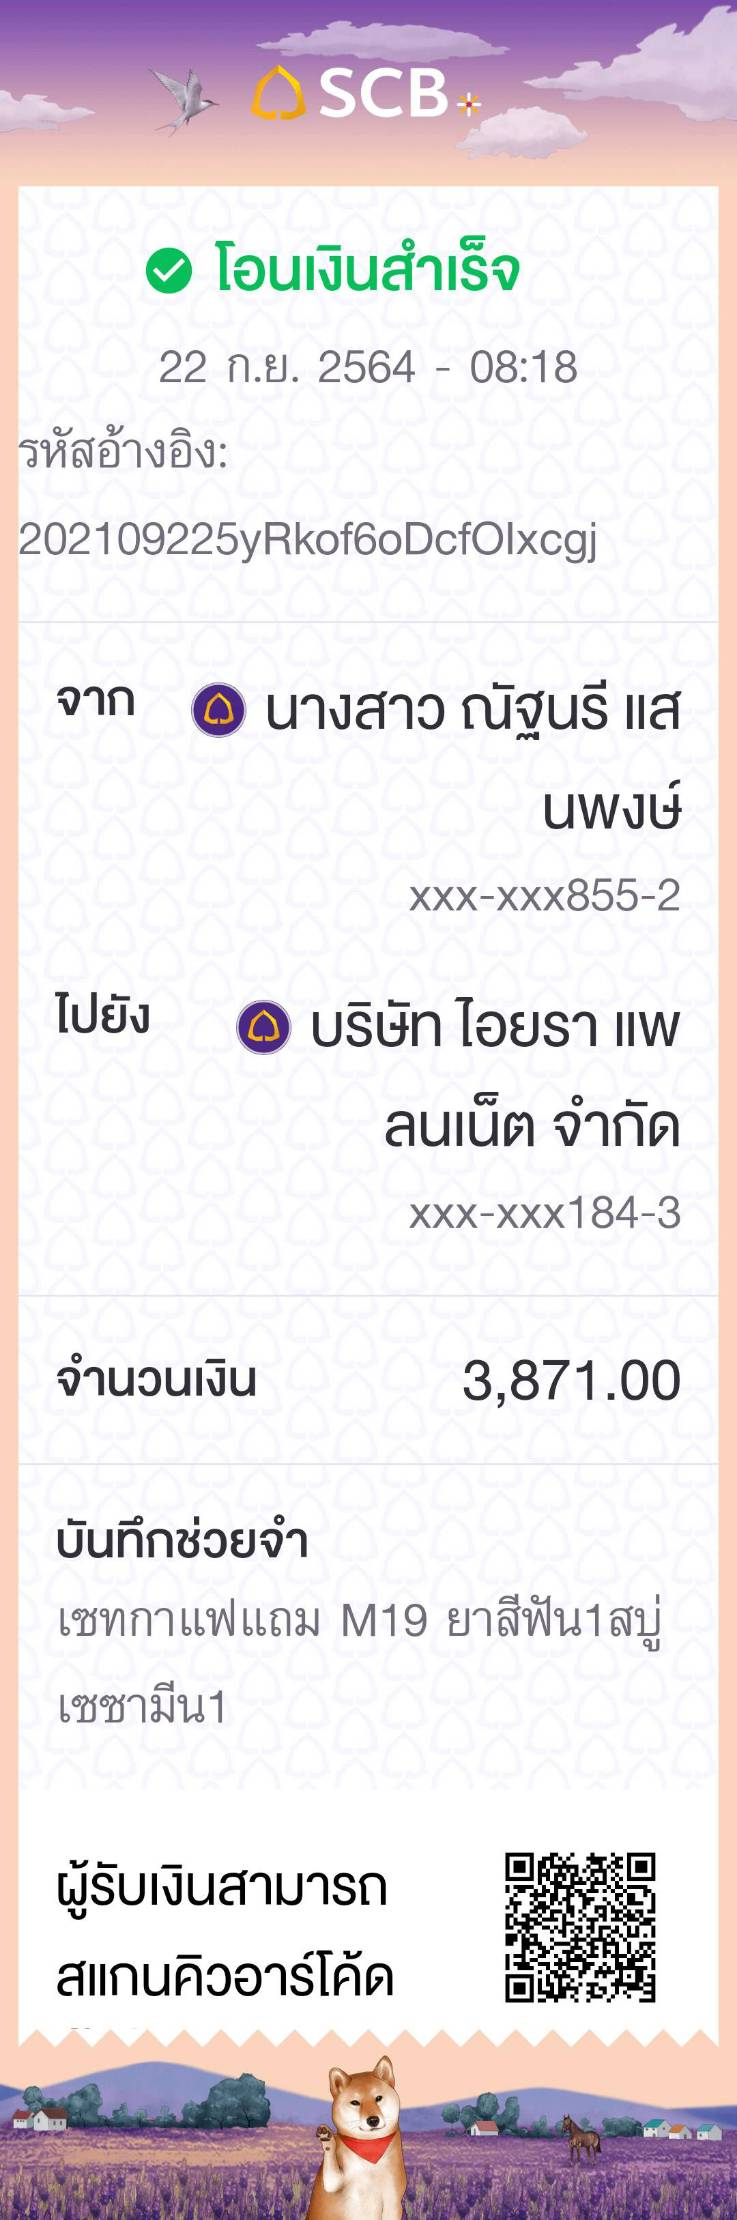 SCB
โอนเงินสำเร็จ
22 ก.ย. 2564 - 08:18
รหัสอ้างอิง:
202109225yRkof6oDcfOIxcgj
จาก นางสาว ณัฐนรี แส
นพงษ์
xxx-xxx855-2
ไปยัง บริษัท ไอยรา แพ
ลนเน็ต จำกัด
xxx-xxx184-3
จำนวนเงิน 3,871.00
บันทึกช่วยจำ
เซทกาแฟแถม M19 ยาสีฟัน1สบู่
เซซามีน1
ผู้รับเงินสามารถ
สแกนคิวอาร์โค้ด